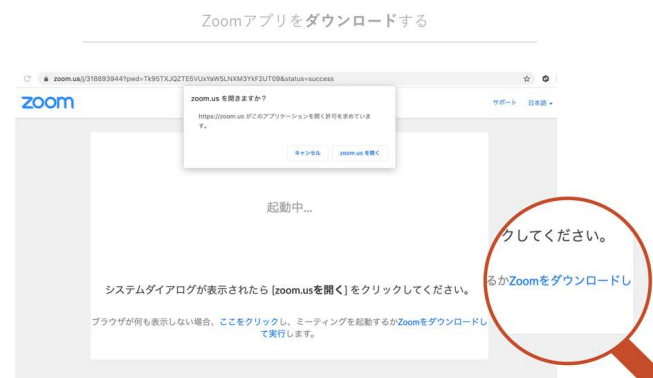 Zoomアプリをダウンロードする
zoom.us/j/318893944?pwd=Tk95TXJQZTE5VUxYaW5LNXM3YkF2UT09&status=success
zoom
サポート 日本語
zoom.us を開きますか？
https://zoom.us がこのアプリケーションを開く許可を求めていま
す。
キャンセル zoom.us を開く
起動中...
クしてください。
るかZoomをダウンロードし
システムダイアログが表示されたら [zoom.usを開く] をクリックしてください。
ブラウザが何も表示しない場合、ここをクリックし、ミーティングを起動するかZoomをダウンロードし
て実行します。